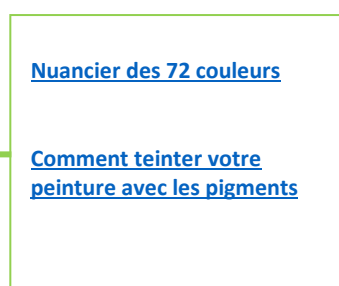 Nuancier des 72 couleurs
Comment teinter votre
peinture avec les pigments